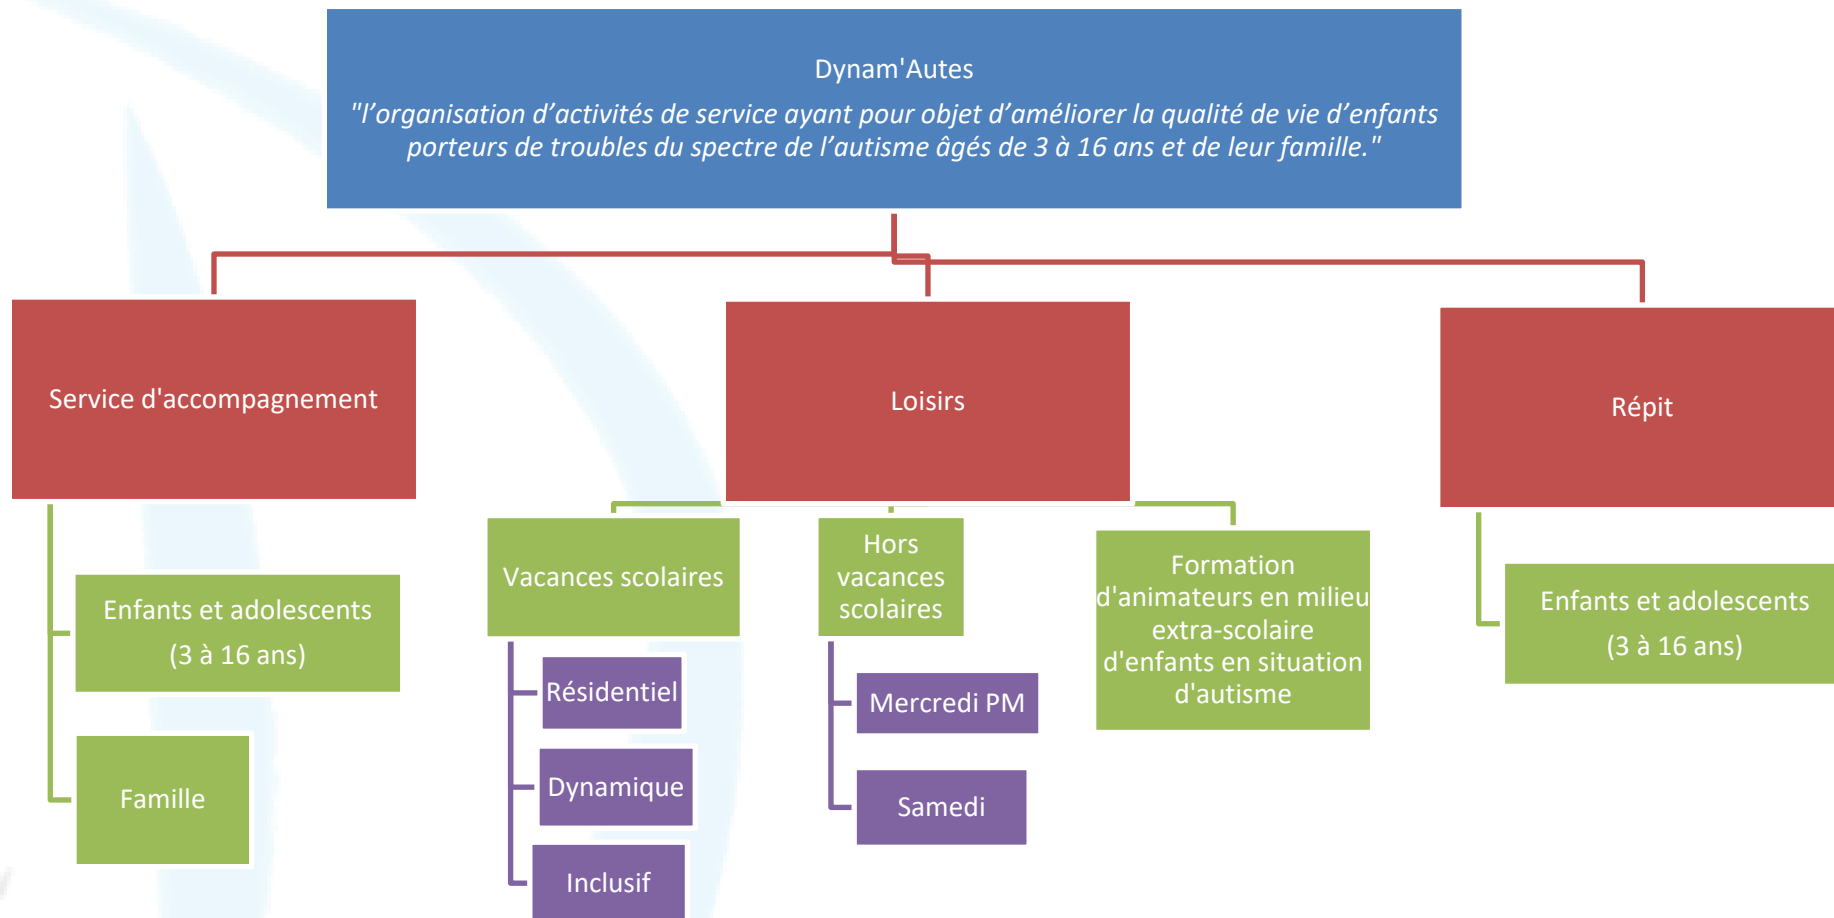 Dynam'Autes
"l’organisation d’activités de service ayant pour objet d’améliorer la qualité de vie d’enfants
porteurs de troubles du spectre de l’autisme âgés de 3 à 16 ans et de leur famille."
Service d'accompagnement
Enfants et adolescents
(3 à 16 ans)
Famille
Loisirs
Vacances scolaires
Résidentiel
Dynamique
Inclusif
Hors
vacances
scolaires
Mercredi PM
Samedi
Formation
d'animateurs en milieu
extra-scolaire
d'enfants en situation
d'autisme
Répit
Enfants et adolescents
(3 à 16 ans)